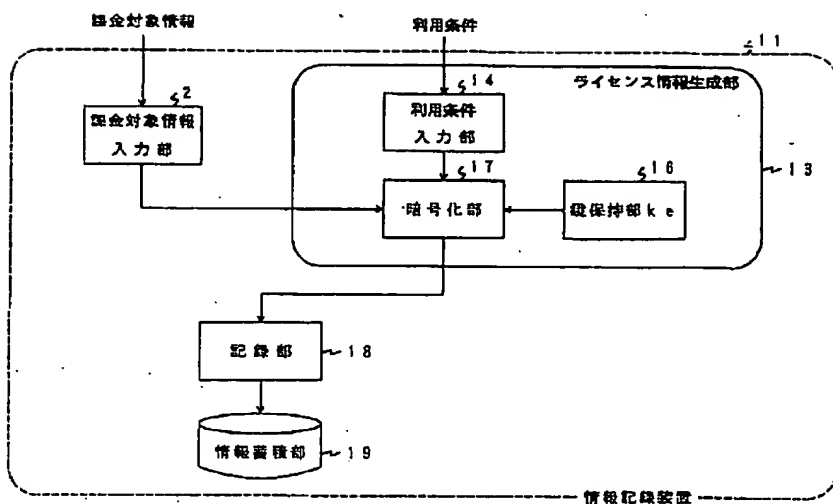 課金対象情報
利用条件
11
ライセンス情報生成部
2
課金対象情報
入力部
14
利用条件
入力部
13
17
暗号化部
16
鍵保持部ke
記録部
18
情報蓄積部
19
情報記録装置